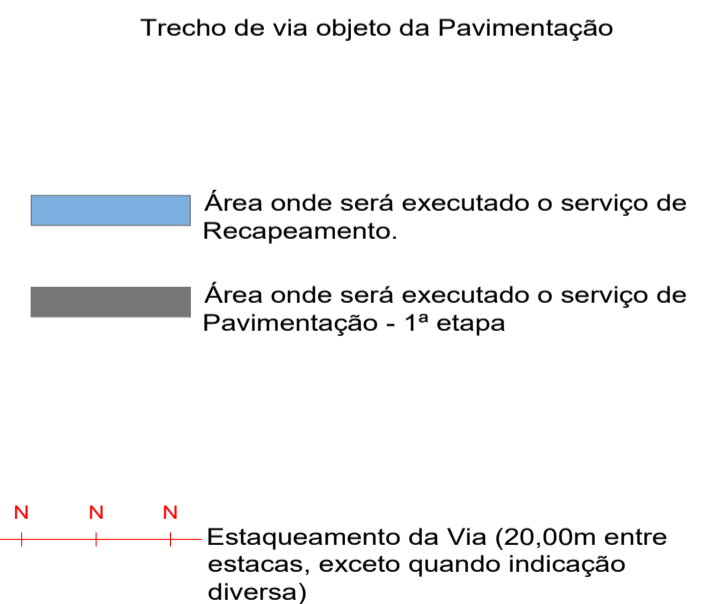 Trecho de via objeto da Pavimentação
Área onde será executado o serviço de
Recapeamento.
Área onde será executado o serviço de
Pavimentação - 1ª etapa
N N N
Estaqueamento da Via (20,00m entre
estacas, exceto quando indicação
diversa)